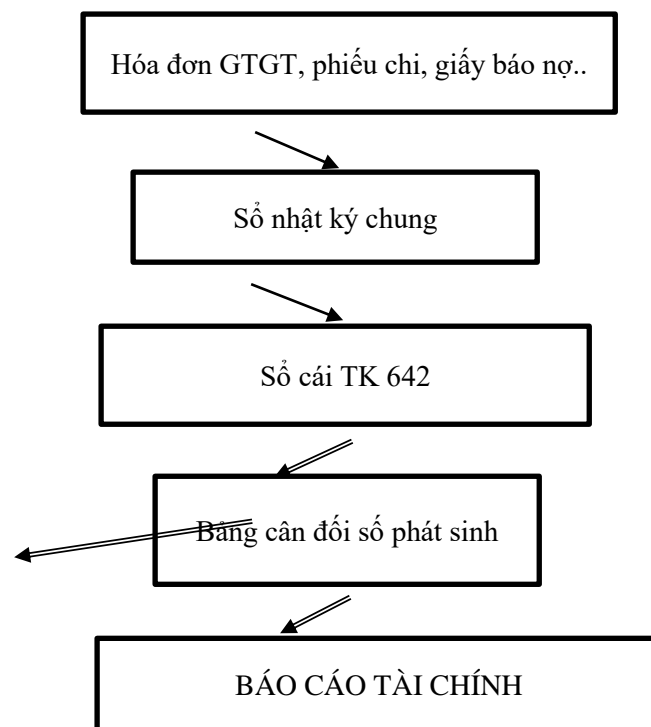 Hóa đơn GTGT, phiếu chi, giấy báo nợ..
Sổ nhật ký chung
Sổ cái TK 642
Bảng cân đối số phát sinh
BÁO CÁO TÀI CHÍNH